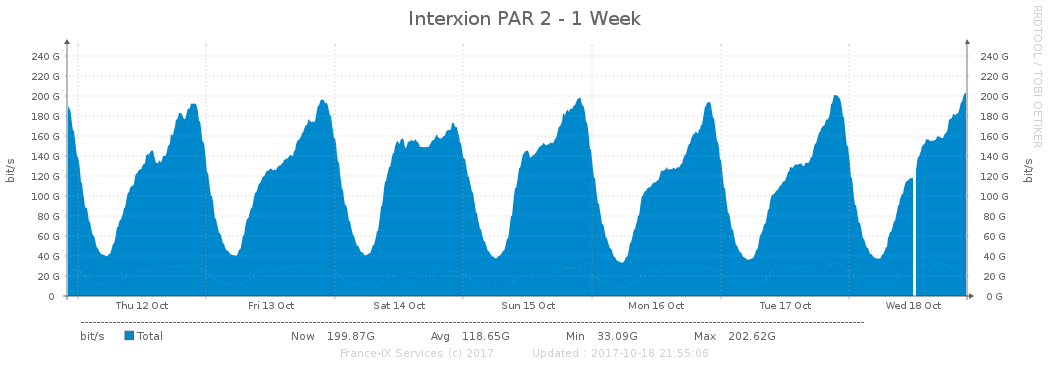 Interxion PAR 2 - 1 Week
RRDTOOL / TOBI OETIKER
bit/s
240 G
220 G
200 G
180 G
160 G
140 G
120 G
100 G
80 G
60 G
40 G
20 G
0
240 G
220 G
200 G
180 G
160 G
140 G
120 G
100 G
80 G
60 G
40 G
20 G
0 G
bit/s
Thu 12 Oct Fri 13 Oct Sat 14 Oct Sun 15 Oct Mon 16 Oct Tue 17 Oct Wed 18 Oct
bit/s Total Now 199.87G Avg 118.65G Min 33.09G Max 202.62G
France-IX Services (c) 2017 Updated : 2017-10-18 21:55:06